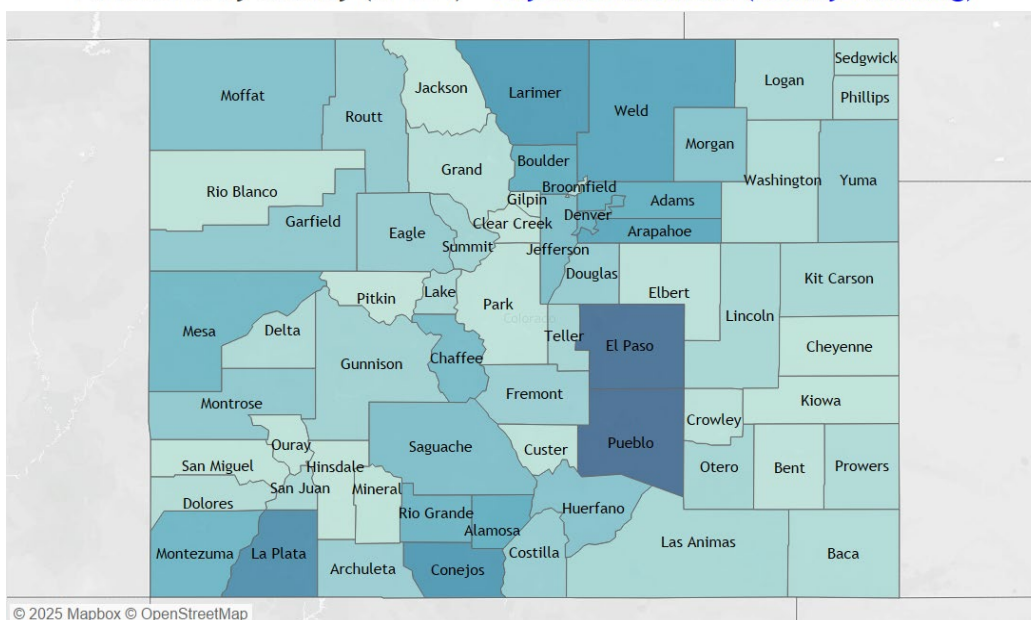 Sedgwick
Logan
Jackson
Larimer
Moffat
Phillips
Weld
Routt
Morgan
Boulder
Grand
Washington
Yuma
Rio Blanco
Broomfield
Gilpin
Adams
Denver
Garfield
Clear Creek
Arapahoe
Eagle
Summit
Jefferson
Douglas
Kit Carson
Lake
Elbert
Pitkin
Park
Lincoln
Colorado
Mesa
Delta
Teller
El Paso
Cheyenne
Chaffee
Gunnison
Fremont
Kiowa
Montrose
Crowley
Ouray
Pueblo
Saguache
Custer
San Miguel
Hinsdale
Otero
Bent
Prowers
San Juan
Mineral
Dolores
Huerfano
Rio Grande
Alamosa
Las Animas
Montezuma
La Plata
Costilla
Baca
Archuleta
Conejos
© 2025 Mapbox © OpenStreetMap